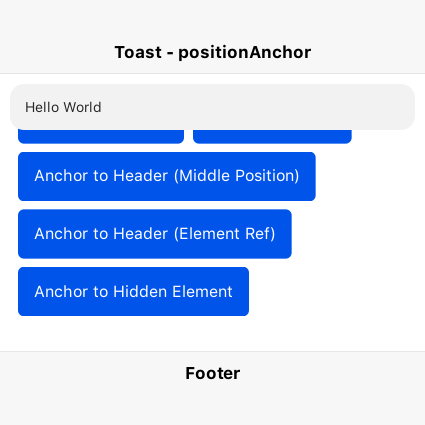 Toast - positionAnchor
Hello World
Anchor to Header (Middle Position)
Anchor to Header (Element Ref)
Anchor to Hidden Element
Footer